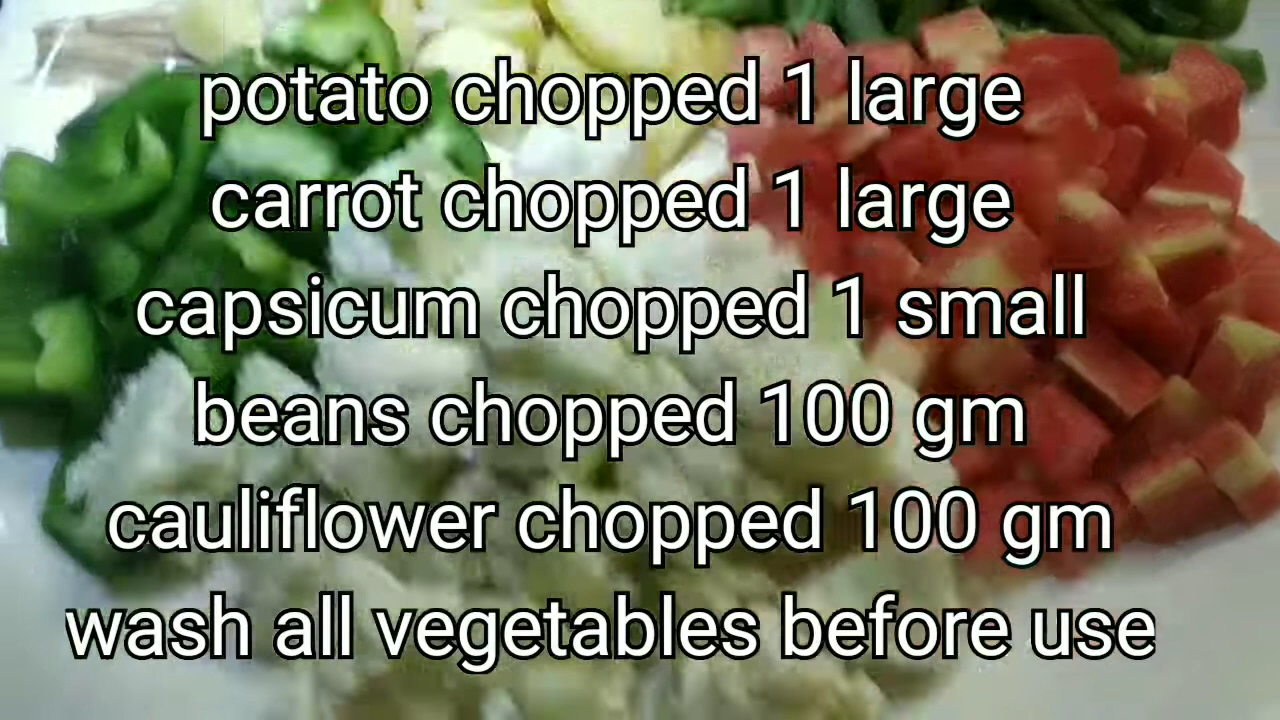 potato chopped 1 large
carrot chopped 1 large
capsicum chopped 1 small
beans chopped 100 gm
cauliflower chopped 100 gm
wash all vegetables before use